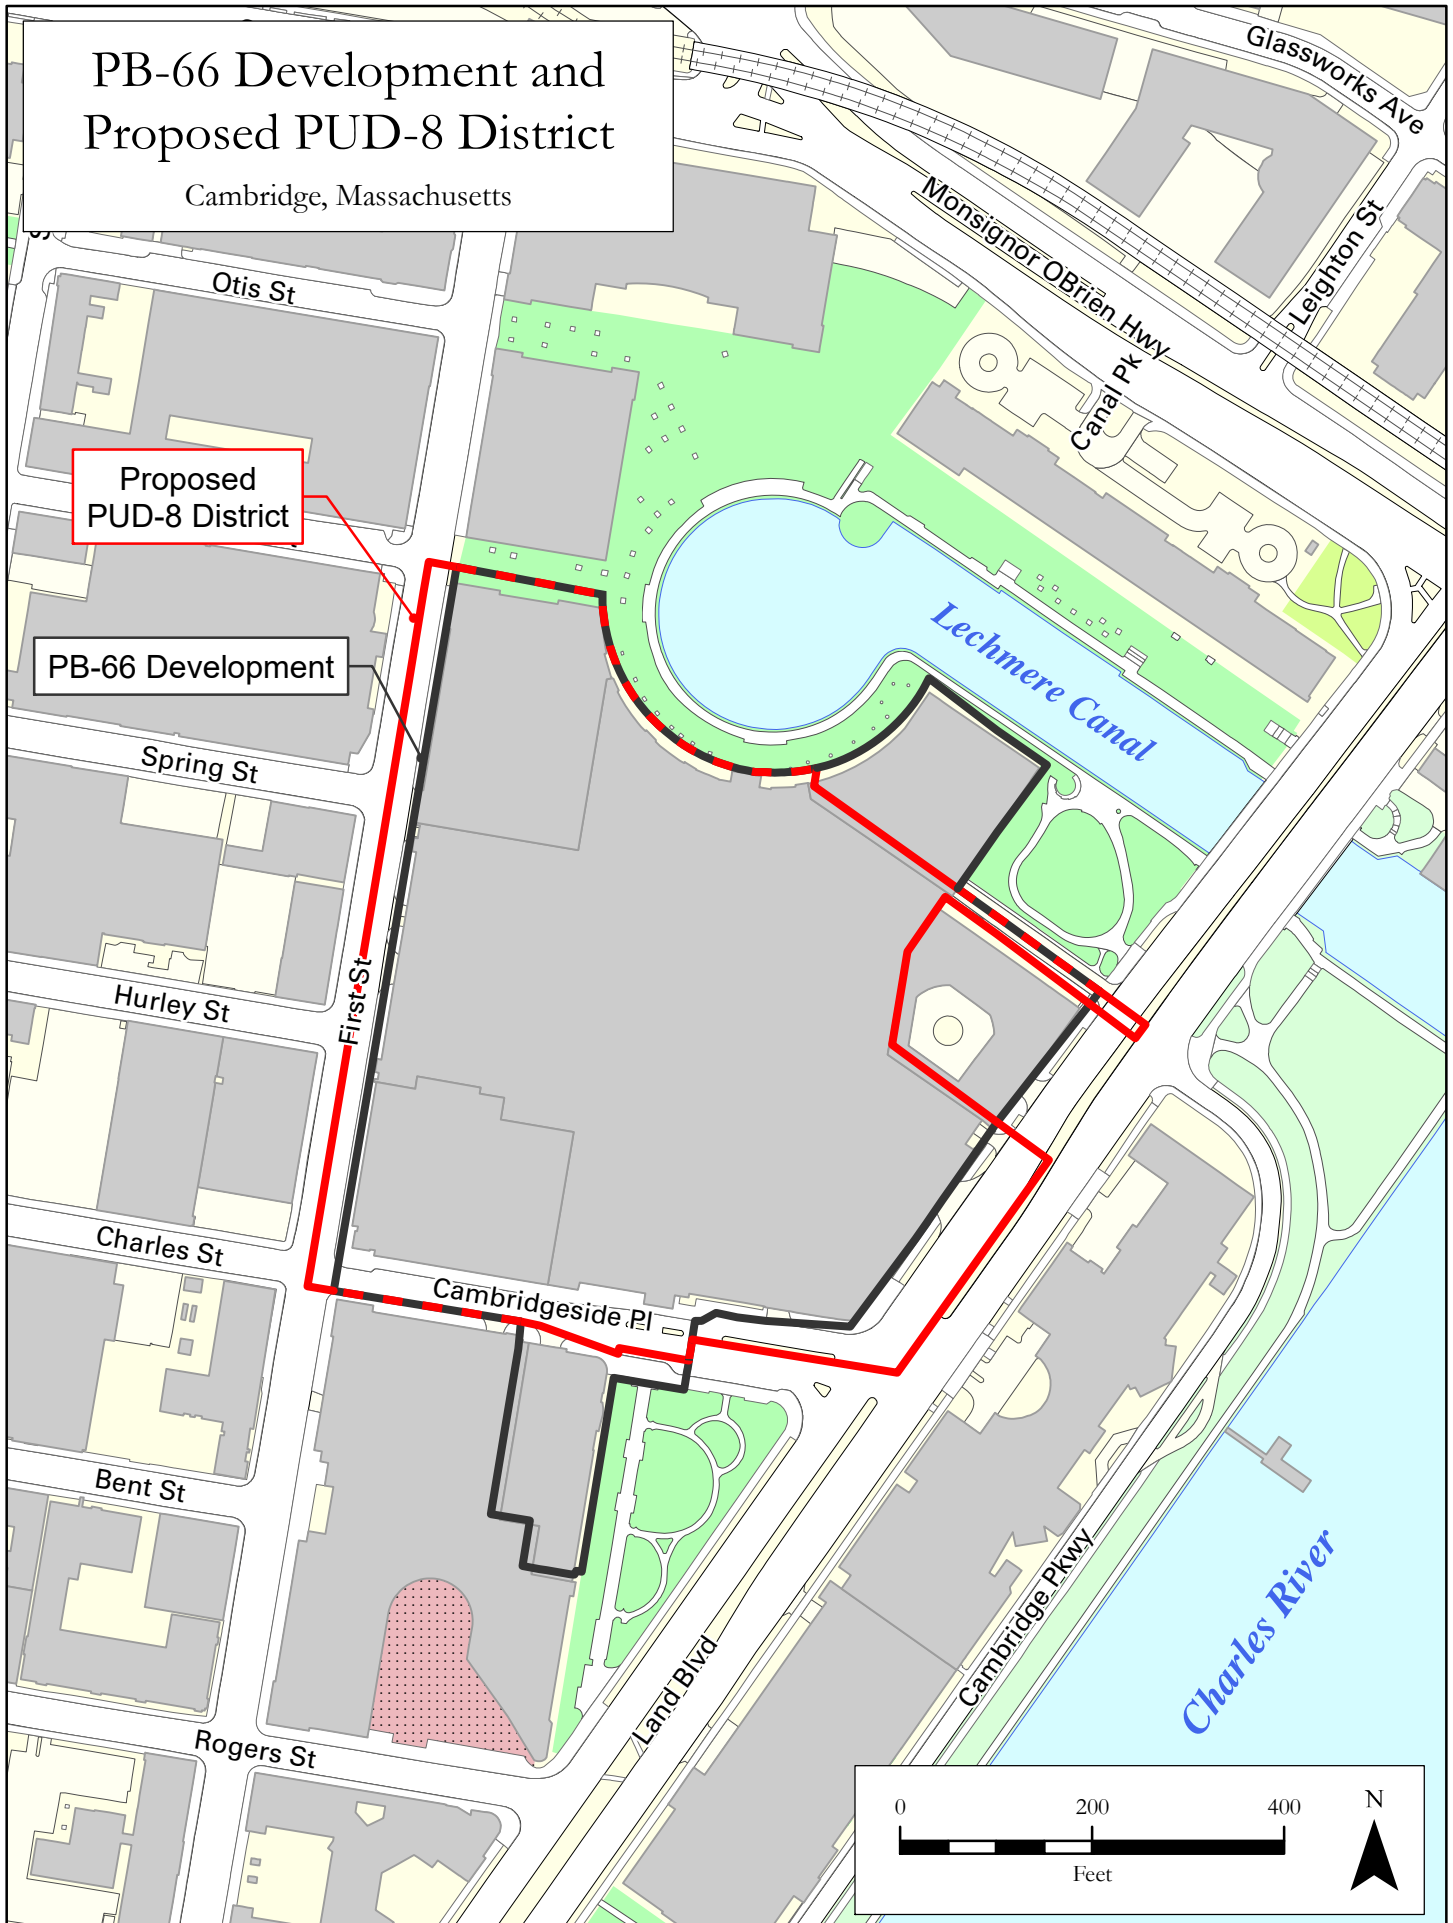 PB-66 Development and
Proposed PUD-8 District
Cambridge, Massachusetts
Glassworks Ave
Monsignor OBrien Hwy
Leighton St
Otis St
Canal Pk
Proposed
PUD-8 District
PB-66 Development
Lechmere Canal
Spring St
First St
Hurley St
Charles St
Cambridgeside Pl
Bent St
Cambridge Pkwy
Charles River
Land Blvd
Rogers St
0 200 400
Feet
N